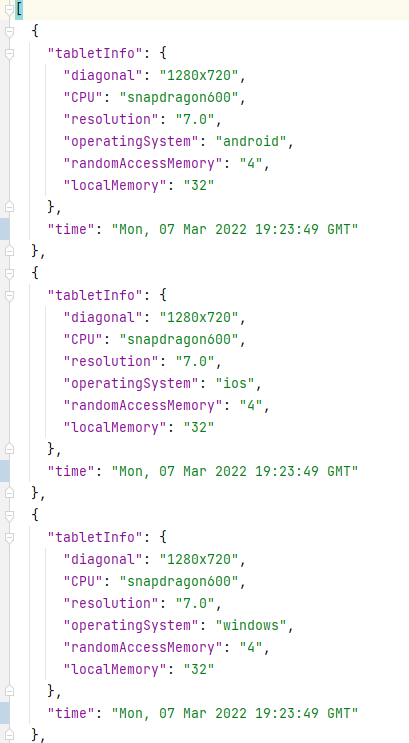 [
{
"tabletInfo": {
"diagonal": "1280x720",
"CPU": "snapdragon600",
"resolution": "7.0",
"operatingSystem": "android",
"randomAccessMemory": "4",
"localMemory": "32"
},
"time": "Mon, 07 Mar 2022 19:23:49 GMT"
},
{
"tabletInfo": {
"diagonal": "1280x720",
"CPU": "snapdragon600",
"resolution": "7.0",
"operatingSystem": "ios",
"randomAccessMemory": "4",
"localMemory": "32"
},
"time": "Mon, 07 Mar 2022 19:23:49 GMT"
},
{
"tabletInfo": {
"diagonal": "1280x720",
"CPU": "snapdragon600",
"resolution": "7.0",
"operatingSystem": "windows",
"randomAccessMemory": "4",
"localMemory": "32"
},
"time": "Mon, 07 Mar 2022 19:23:49 GMT"
},